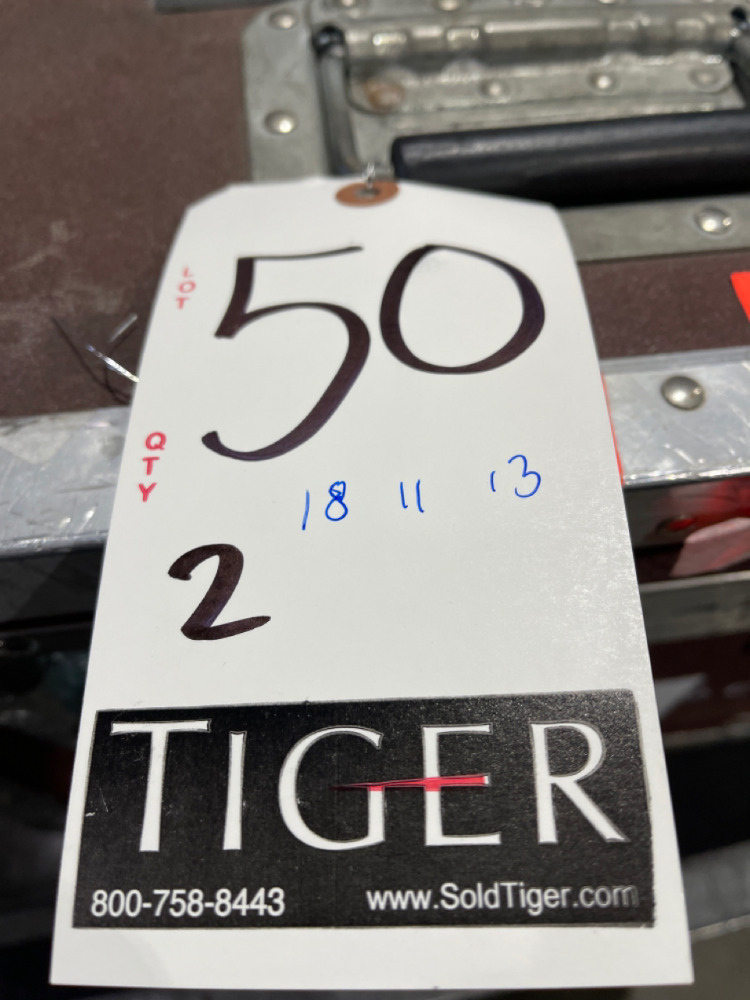 LOT
50
QTY
18 11 13
2
TIGER
800-758-8443 www.SoldTiger.com